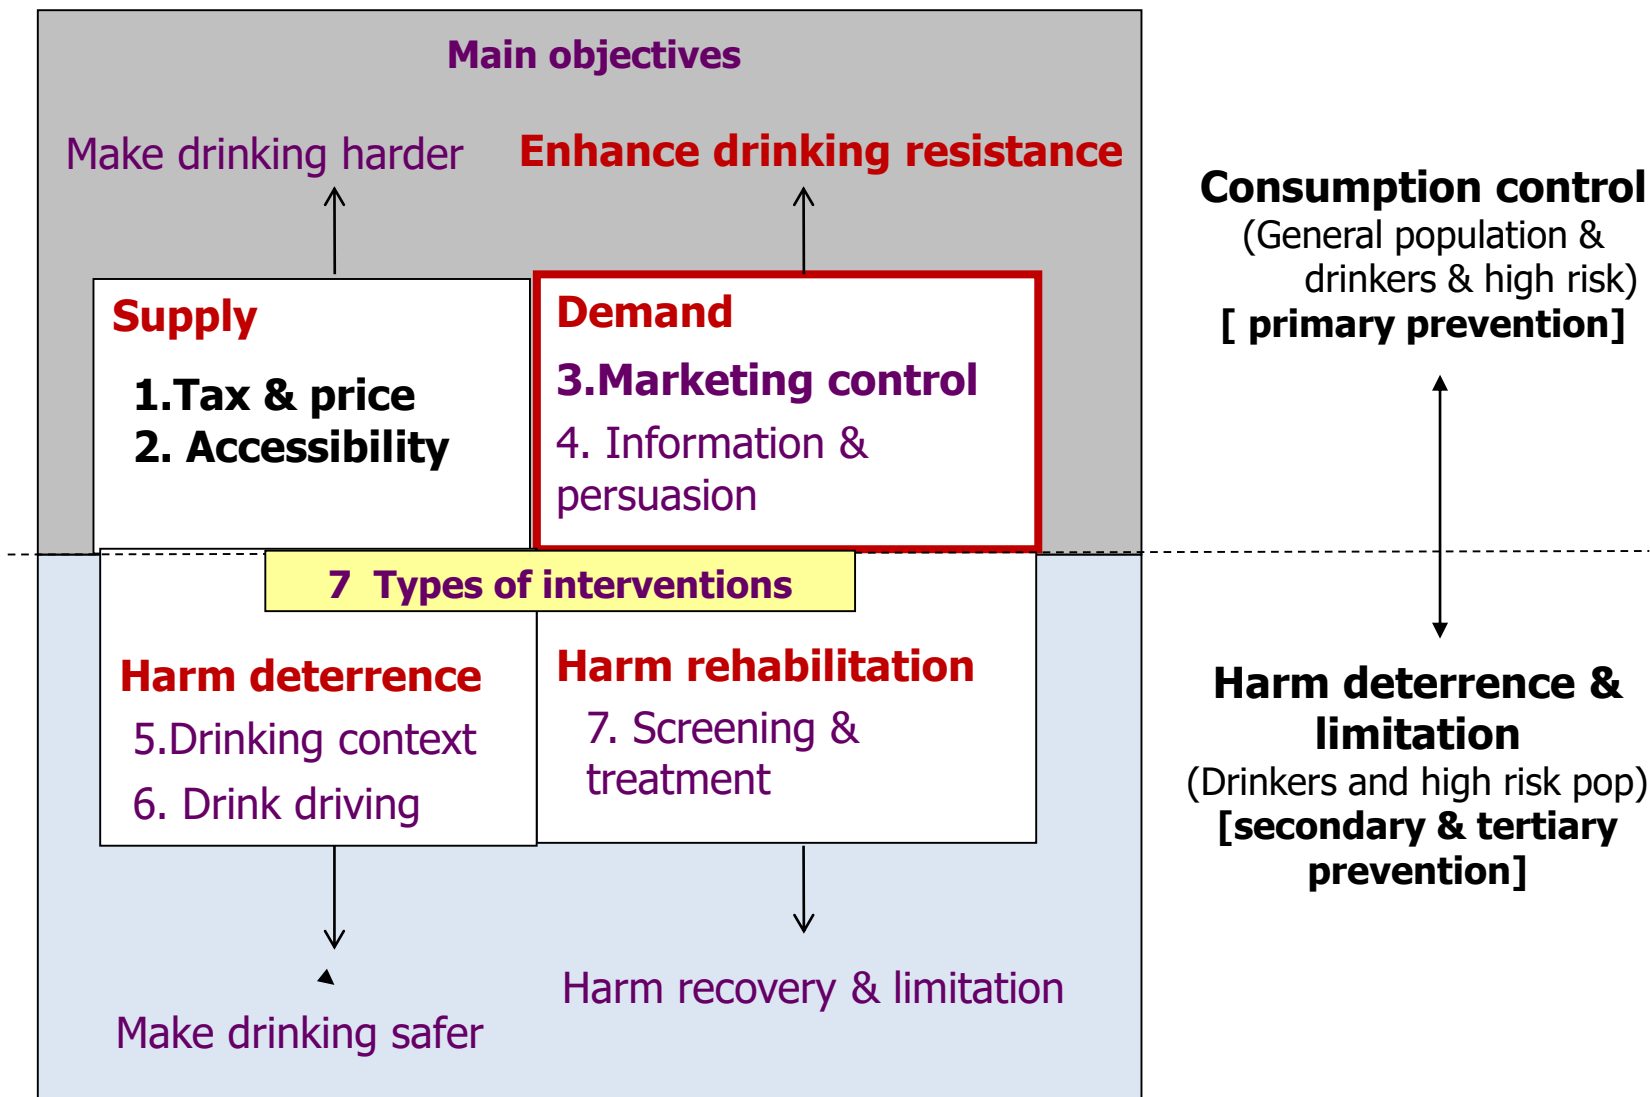 Main objectives
Make drinking harder
Enhance drinking resistance
Supply
1.Tax & price
2. Accessibility
Demand
3.Marketing control
4. Information &
persuasion
7 Types of interventions
Harm deterrence
5.Drinking context
6. Drink driving
Harm rehabilitation
7. Screening &
treatment
Make drinking safer
Harm recovery & limitation
Consumption control
(General population &
drinkers & high risk)
[ primary prevention]
Harm deterrence &
limitation
(Drinkers and high risk pop)
[secondary & tertiary
prevention]